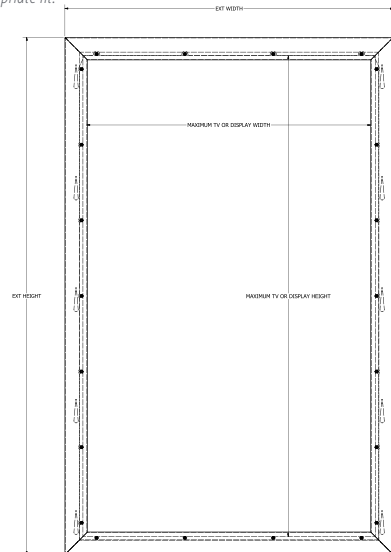 EXT WIDTH
MAXIMUM TV OR DISPLAY WIDTH
EXT HEIGHT
MAXIMUM TV OR DISPLAY HEIGHT